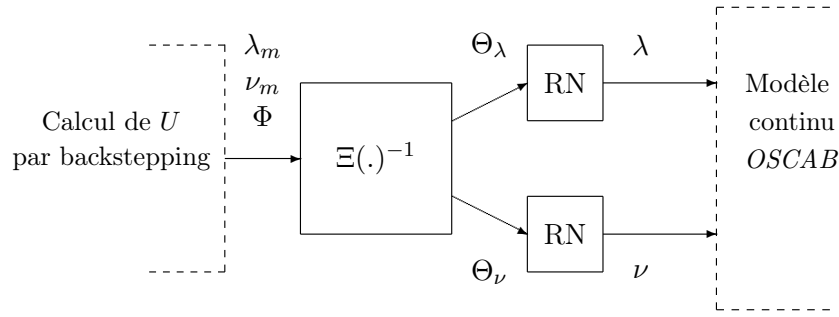 Calcul de U
par backstepping
λ_m
ν_m
Φ
Ξ(.)⁻¹
Θ_λ
RN
λ
Θ_ν
RN
ν
Modèle
continu
OSCAB